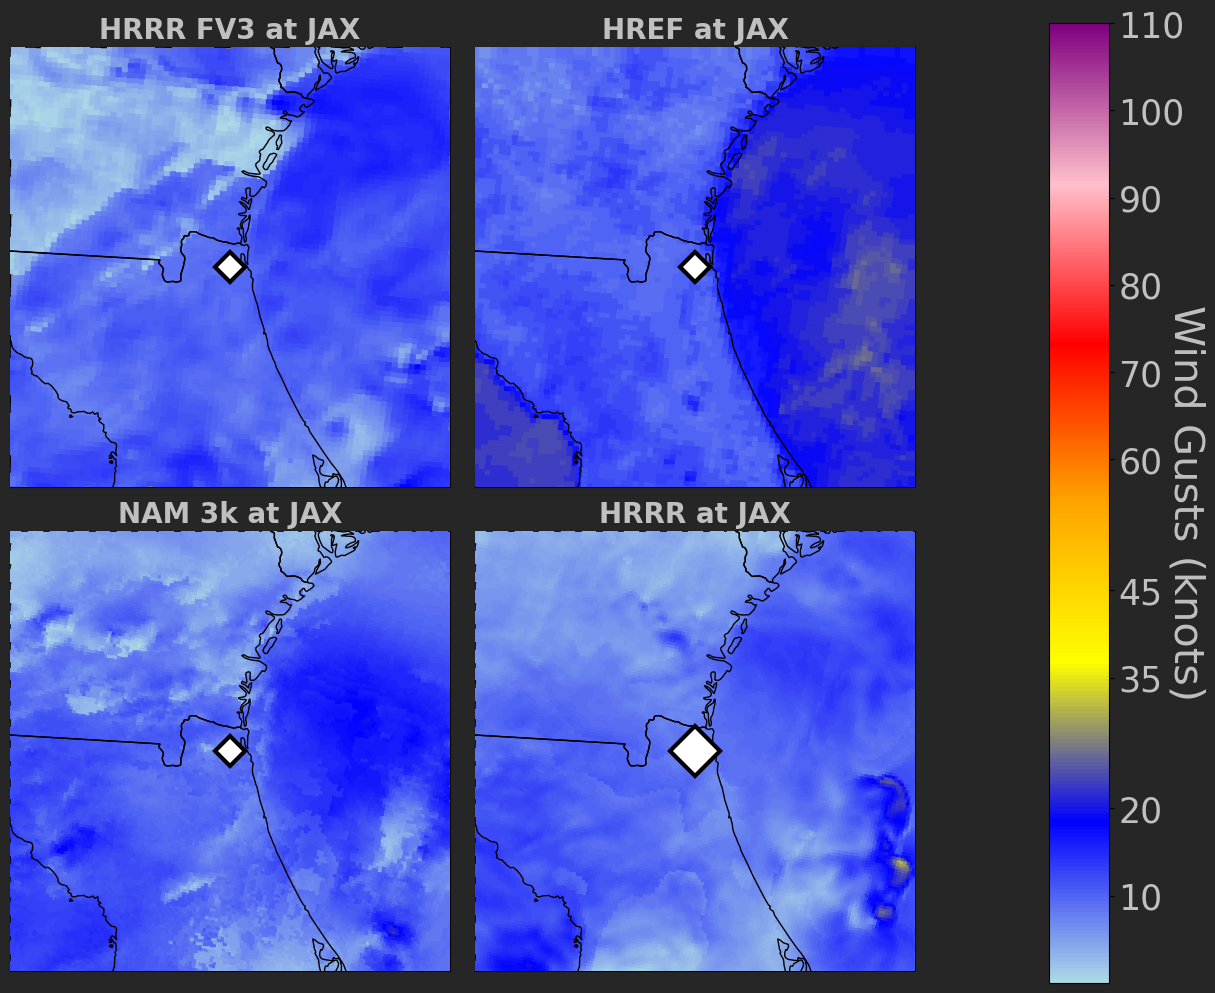 HRRR FV3 at JAX
HREF at JAX
NAM 3k at JAX
HRRR at JAX
110
100
90
80
70
60
45
35
20
10
Wind Gusts (knots)